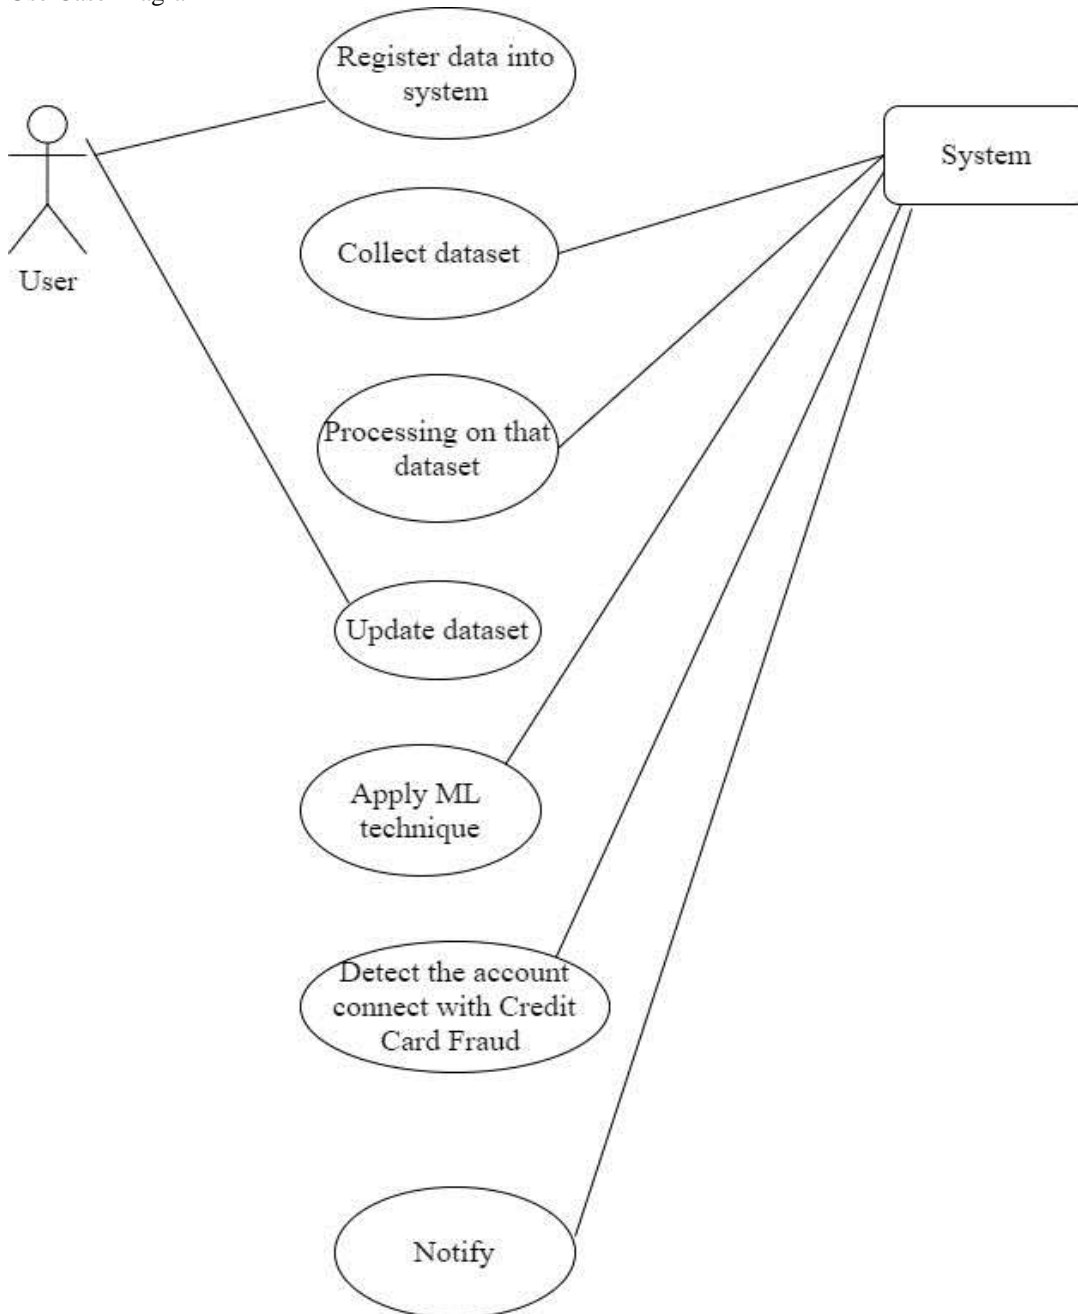 Register data into
system
System
Collect dataset
User
Processing on that
dataset
Update dataset
Apply ML
technique
Detect the account
connect with Credit
Card Fraud
Notify